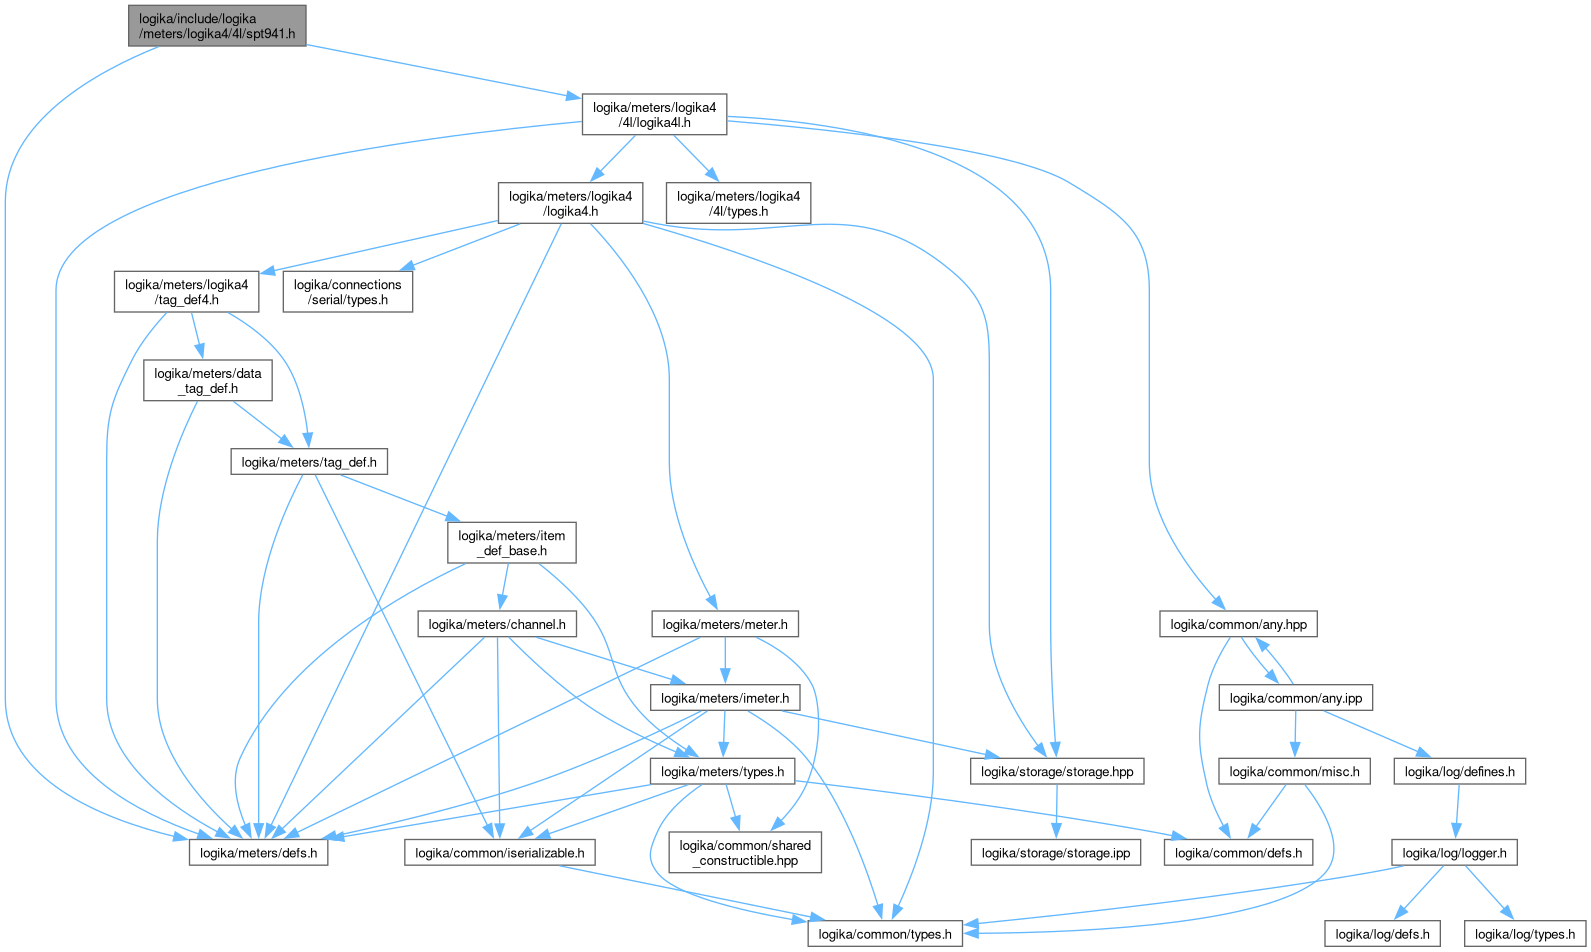 logika/include/logika
/meters/logika4/4l/spt941.h
logika/meters/logika4
/4l/logika4l.h
logika/meters/logika4
/logika4.h
logika/meters/logika4
/4l/types.h
logika/meters/logika4
/tag_def4.h
logika/connections
/serial/types.h
logika/meters/data
_tag_def.h
logika/meters/tag_def.h
logika/meters/item
_def_base.h
logika/meters/channel.h
logika/meters/meter.h
logika/common/any.hpp
logika/meters/imeter.h
logika/common/any.ipp
logika/meters/types.h
logika/storage/storage.hpp
logika/common/misc.h
logika/log/defines.h
logika/meters/defs.h
logika/common/iserializable.h
logika/common/shared
_constructible.hpp
logika/storage/storage.ipp
logika/common/defs.h
logika/log/logger.h
logika/common/types.h
logika/log/defs.h
logika/log/types.h